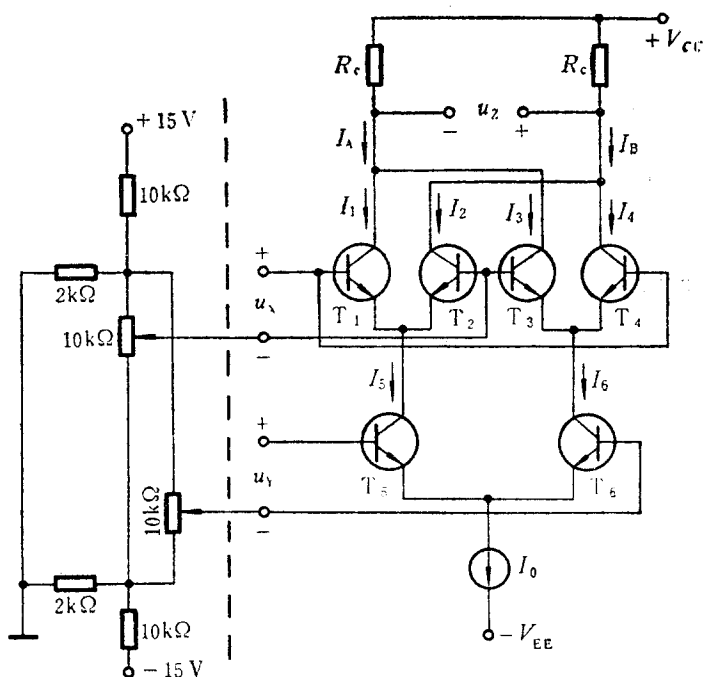 +V_CC
R_c
R_c
u_Z
−
+
I_A
I_B
+15 V
10kΩ
I_1
I_2
I_3
I_4
2kΩ
+
u_X
−
T_1
T_2
T_3
T_4
10kΩ
I_5
I_6
+
u_Y
−
T_5
T_6
10kΩ
I_0
2kΩ
10kΩ
−V_EE
−15 V